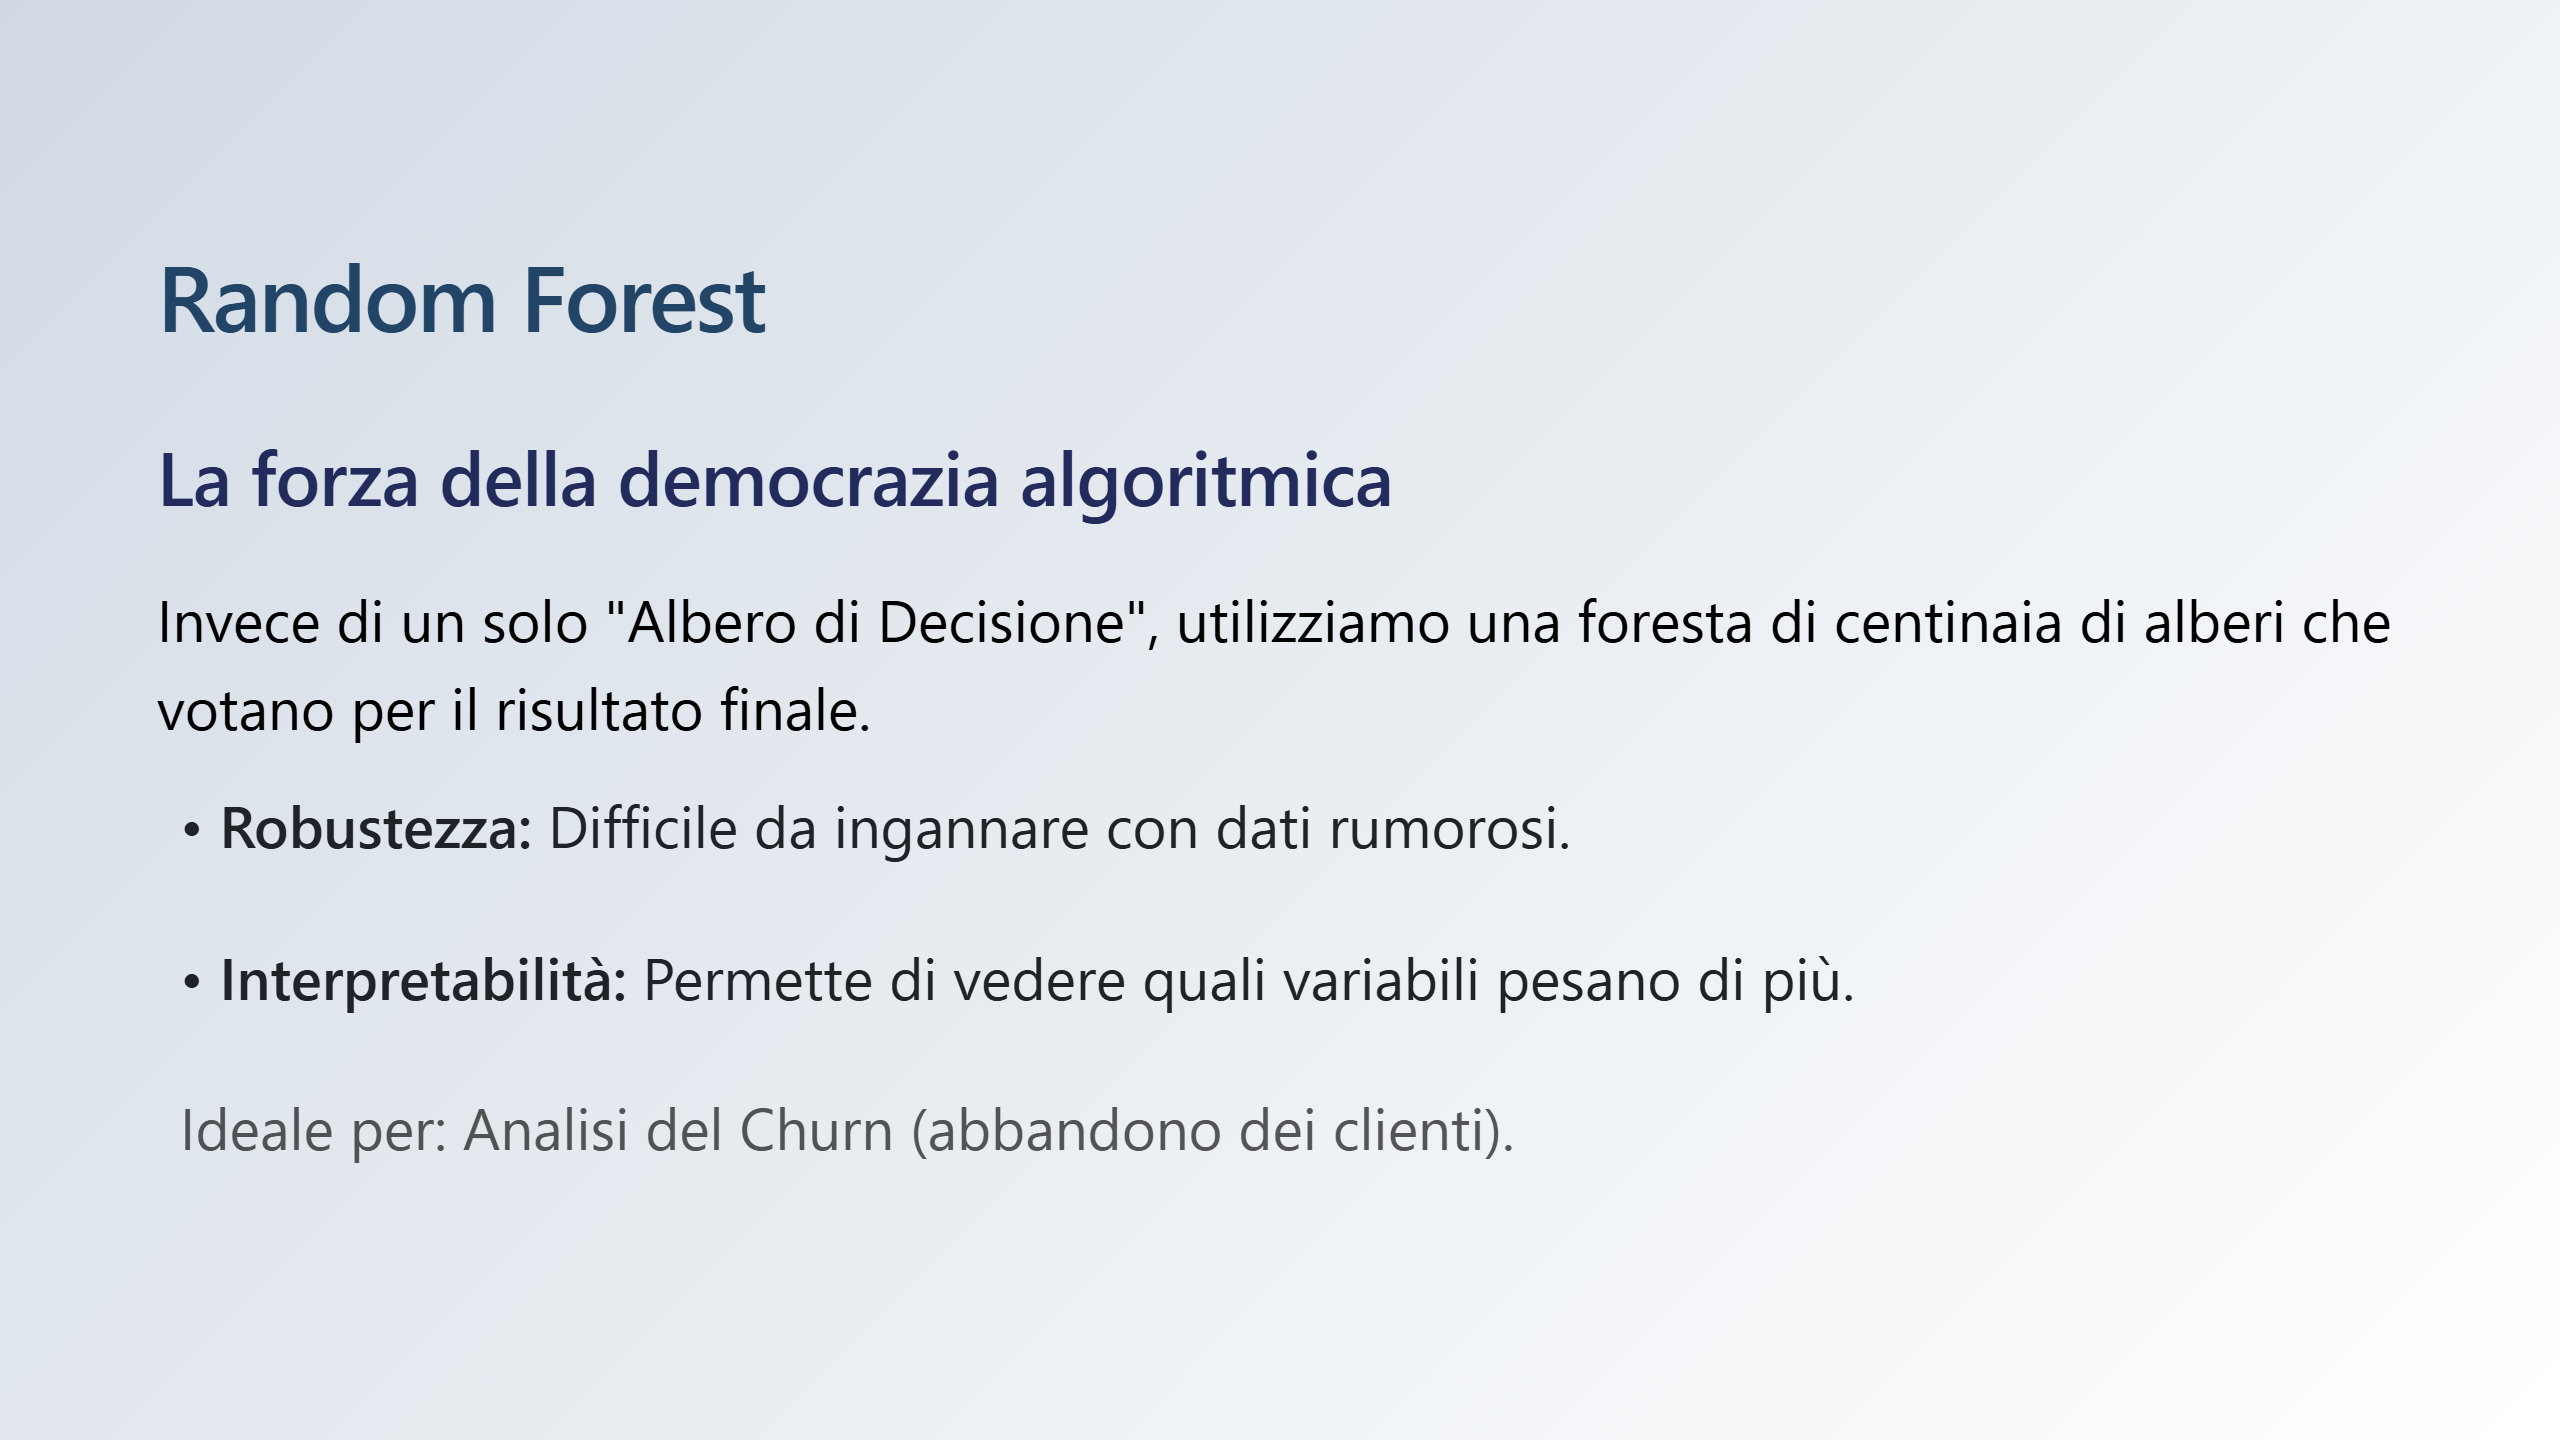 Random Forest
La forza della democrazia algoritmica
Invece di un solo "Albero di Decisione", utilizziamo una foresta di centinaia di alberi che
votano per il risultato finale.
• Robustezza: Difficile da ingannare con dati rumorosi.
• Interpretabilità: Permette di vedere quali variabili pesano di più.
Ideale per: Analisi del Churn (abbandono dei clienti).